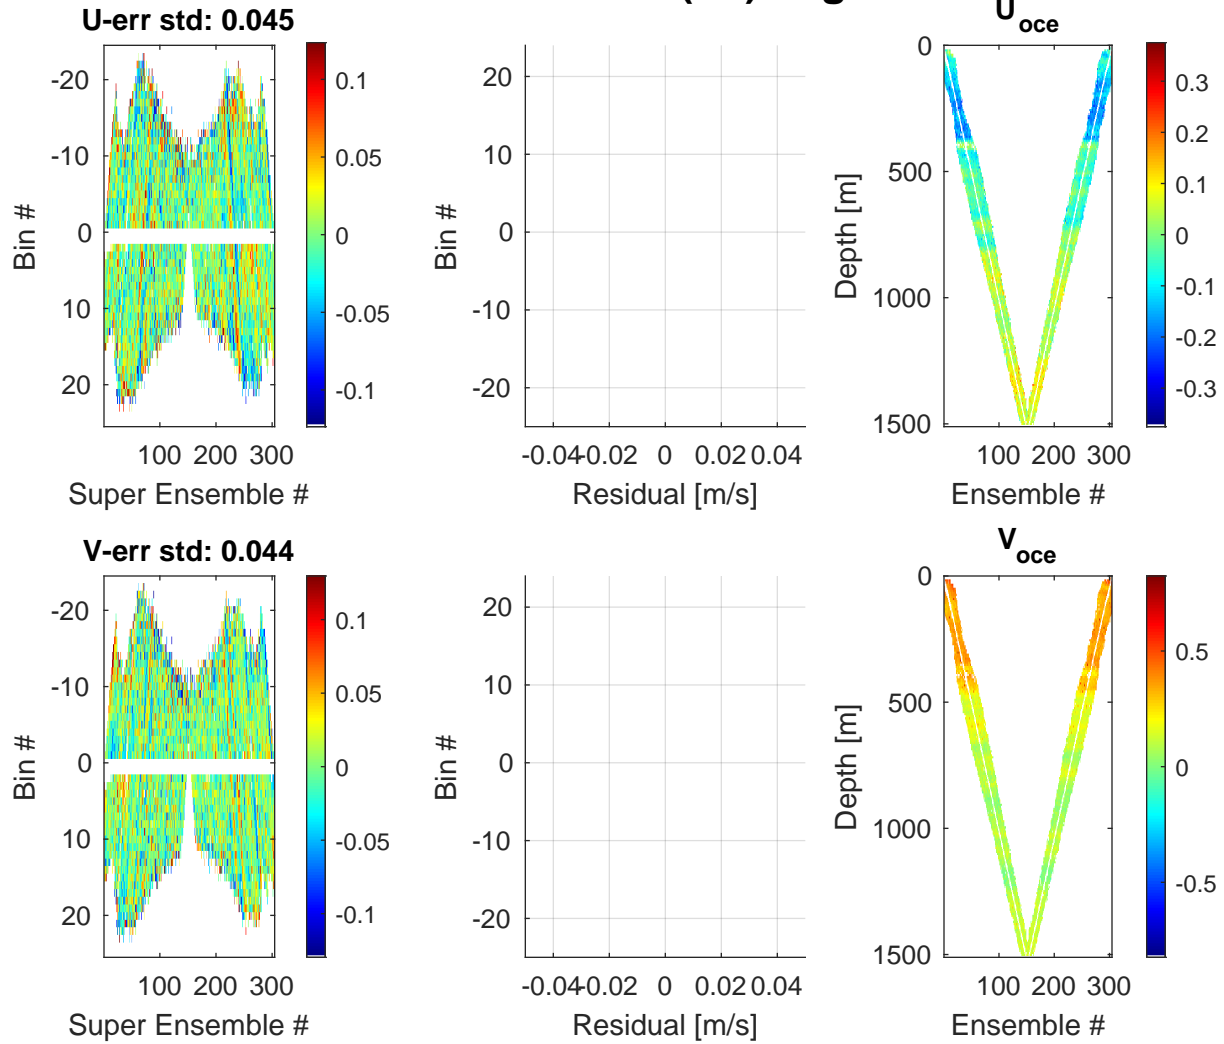 U-err std: 0.045
U oce
-20
-10
0
10
20
Bin #
100 200 300
Super Ensemble #
0.1
0.05
0
-0.05
-0.1
20
10
0
-10
-20
Bin #
-0.04 -0.02 0 0.02 0.04
Residual [m/s]
0
500
1000
1500
Depth [m]
100 200 300
Ensemble #
0.3
0.2
0.1
0
-0.1
-0.2
-0.3
V-err std: 0.044
V oce
-20
-10
0
10
20
Bin #
100 200 300
Super Ensemble #
0.1
0.05
0
-0.05
-0.1
20
10
0
-10
-20
Bin #
-0.04 -0.02 0 0.02 0.04
Residual [m/s]
0
500
1000
1500
Depth [m]
100 200 300
Ensemble #
0.5
0
-0.5